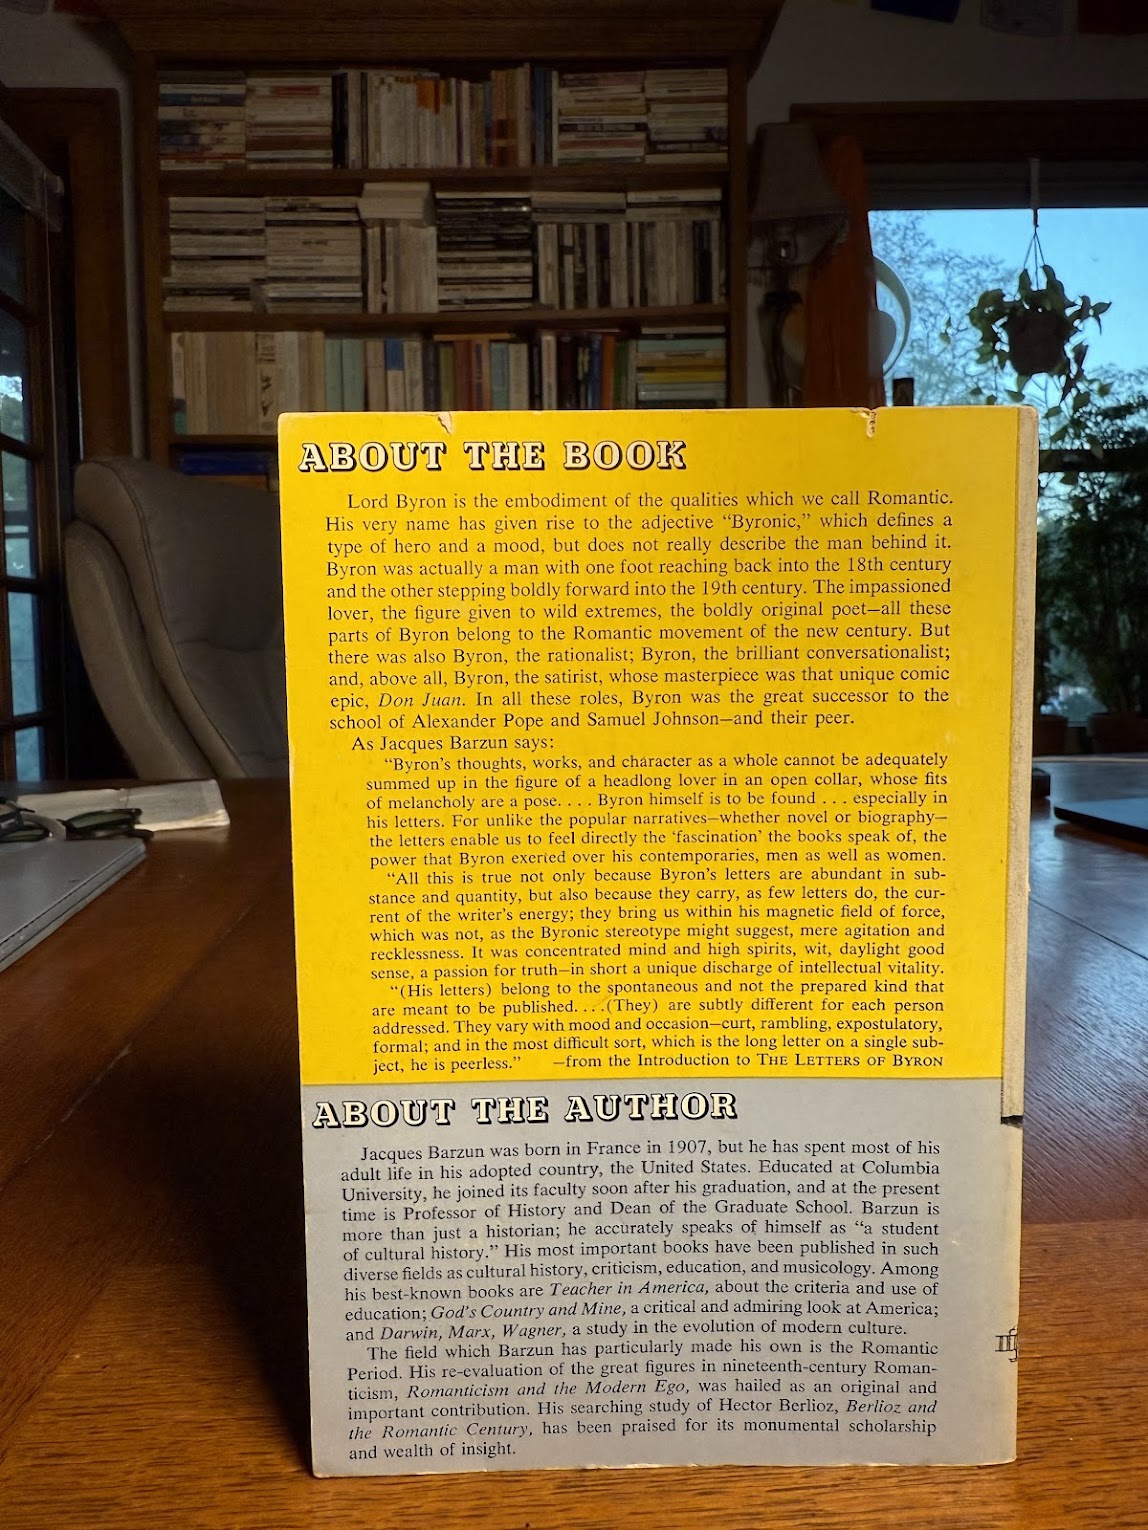 ABOUT THE BOOK
Lord Byron is the embodiment of the qualities which we call Romantic.
His very name has given rise to the adjective “Byronic,” which defines a
type of hero and a mood, but does not really describe the man behind it.
Byron was actually a man with one foot reaching back into the 18th century
and the other stepping boldly forward into the 19th century. The impassioned
lover, the figure given to wild extremes, the boldly original poet—all these
parts of Byron belong to the Romantic movement of the new century. But
there was also Byron, the rationalist; Byron, the brilliant conversationalist;
and, above all, Byron, the satirist, whose masterpiece was that unique comic
epic, Don Juan. In all these roles, Byron was the great successor to the
school of Alexander Pope and Samuel Johnson—and their peer.
As Jacques Barzun says:
“Byron’s thoughts, works, and character as a whole cannot be adequately
summed up in the figure of a headlong lover in an open collar, whose fits
of melancholy are a pose. . . . Byron himself is to be found . . . especially in
his letters. For unlike the popular narratives—whether novel or biography—
the letters enable us to feel directly the ‘fascination’ the books speak of, the
power that Byron exerted over his contemporaries, men as well as women.
“All this is true not only because Byron’s letters are abundant in sub-
stance and quantity, but also because they carry, as few letters do, the cur-
rent of the writer’s energy; they bring us within his magnetic field of force,
which was not, as the Byronic stereotype might suggest, mere agitation and
recklessness. It was concentrated mind and high spirits, wit, daylight good
sense, a passion for truth—in short a unique discharge of intellectual vitality.
“(His letters) belong to the spontaneous and not the prepared kind that
are meant to be published. . . .(They) are subtly different for each person
addressed. They vary with mood and occasion—curt, rambling, expostulatory,
formal; and in the most difficult sort, which is the long letter on a single sub-
ject, he is peerless.” —from the Introduction to THE LETTERS OF BYRON
ABOUT THE AUTHOR
Jacques Barzun was born in France in 1907, but he has spent most of his
adult life in his adopted country, the United States. Educated at Columbia
University, he joined its faculty soon after his graduation, and at the present
time is Professor of History and Dean of the Graduate School. Barzun is
more than just a historian; he accurately speaks of himself as “a student
of cultural history.” His most important books have been published in such
diverse fields as cultural history, criticism, education, and musicology. Among
his best-known books are Teacher in America, about the criteria and use of
education; God’s Country and Mine, a critical and admiring look at America;
and Darwin, Marx, Wagner, a study in the evolution of modern culture.
The field which Barzun has particularly made his own is the Romantic
Period. His re-evaluation of the great figures in nineteenth-century Roman-
ticism, Romanticism and the Modern Ego, was hailed as an original and
important contribution. His searching study of Hector Berlioz, Berlioz and
the Romantic Century, has been praised for its monumental scholarship
and wealth of insight.